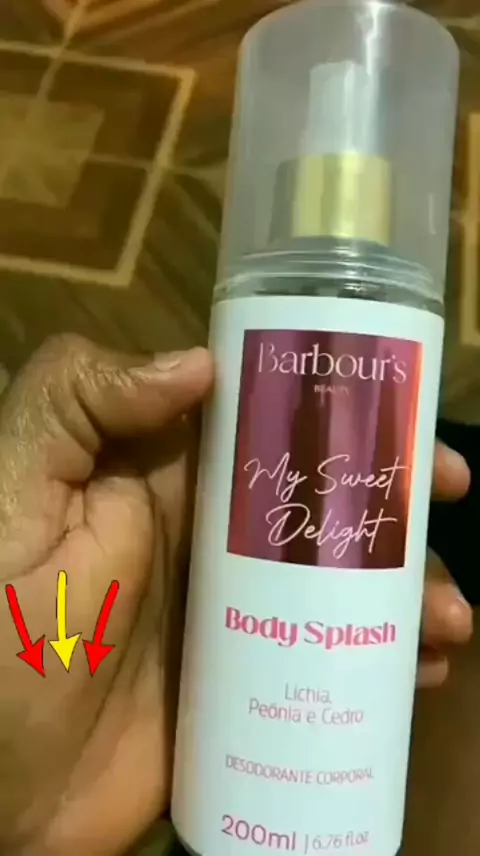 Barbour's
BEAUTY
My Sweet
Delight
Body Splash
Lichia,
Peônia e Cedro
DESODORANTE CORPORAL
200ml | 6.76 fl.oz